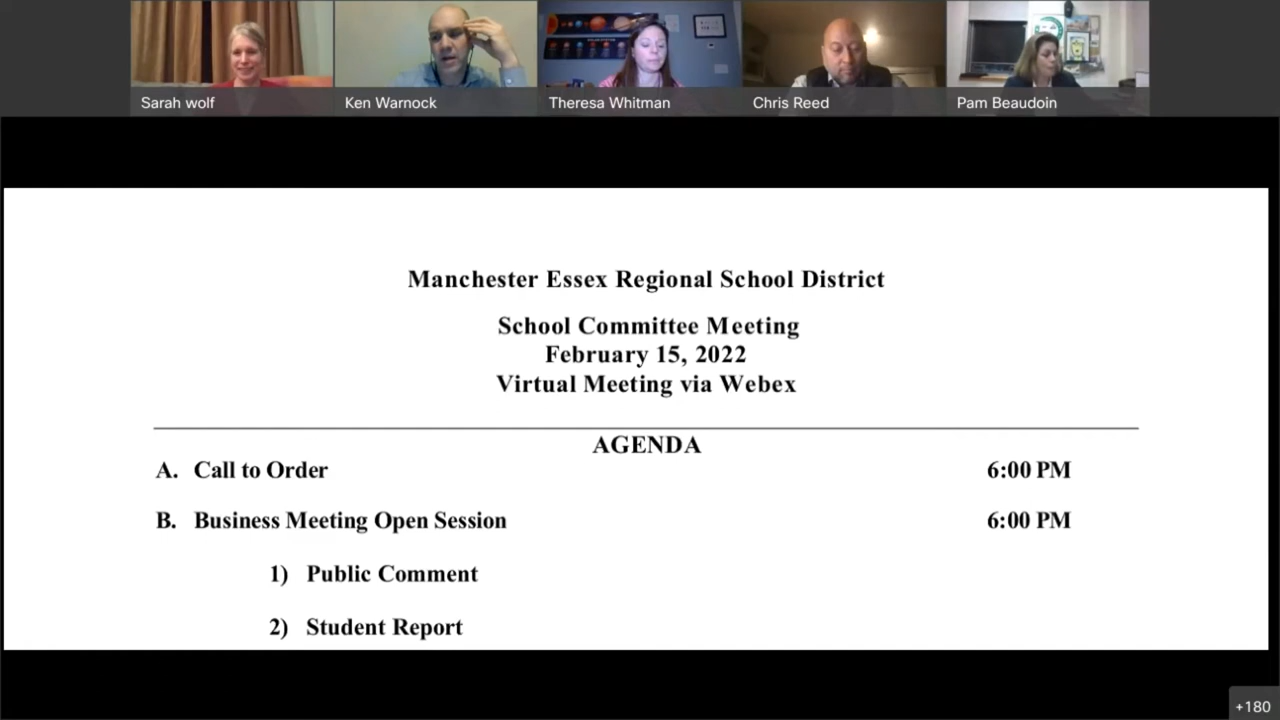 Sarah wolf
Ken Warnock
Theresa Whitman
Chris Reed
Pam Beaudoin
Manchester Essex Regional School District
School Committee Meeting
February 15, 2022
Virtual Meeting via Webex
AGENDA
A. Call to Order 6:00 PM
B. Business Meeting Open Session 6:00 PM
1) Public Comment
2) Student Report
+180